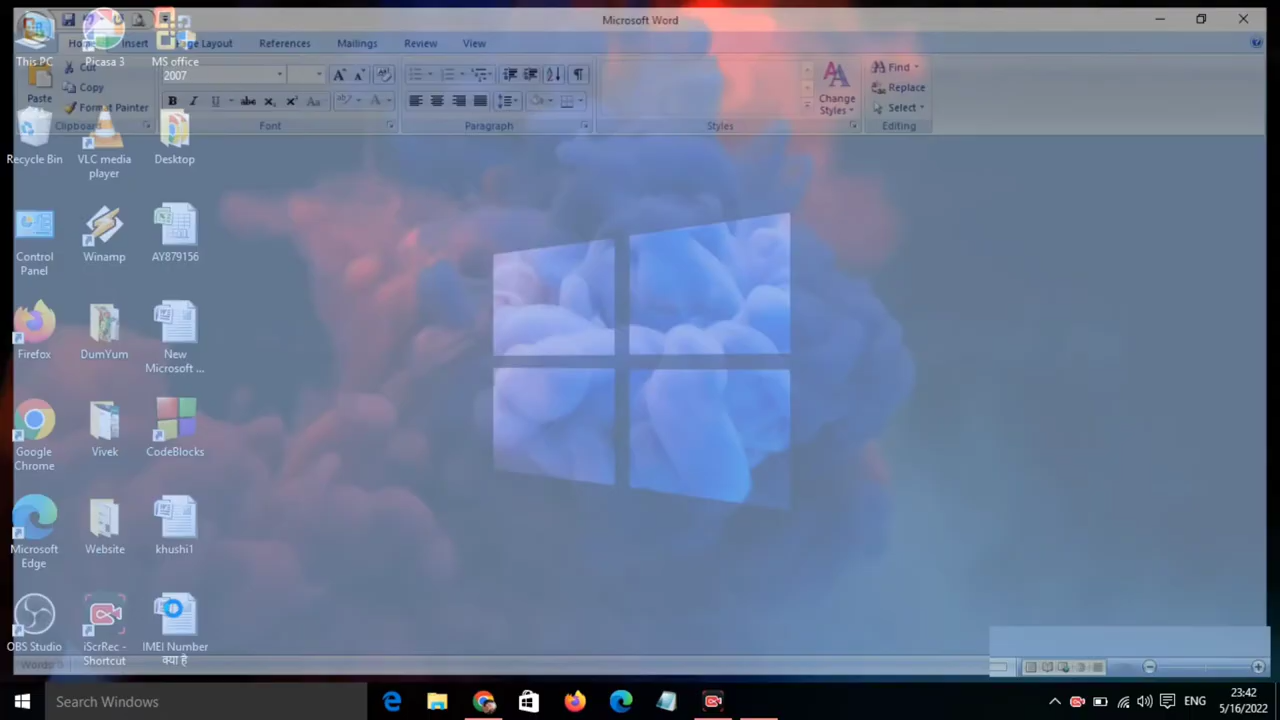 Microsoft Word
Home
Insert
Page Layout
References
Mailings
Review
View
Cut
Copy
Paste
Format Painter
Clipboard
Font
Paragraph
Change
Styles
Styles
Find
Replace
Select
Editing
This PC
Picasa 3
MS office
2007
Recycle Bin
VLC media
player
Desktop
Control
Panel
Winamp
AY879156
Firefox
DumYum
New
Microsoft ...
Google
Chrome
Vivek
CodeBlocks
Microsoft
Edge
Website
khushi1
OBS Studio
iScrRec -
Shortcut
IMEI Number
क्या है
Search Windows
ENG
23:42
5/16/2022